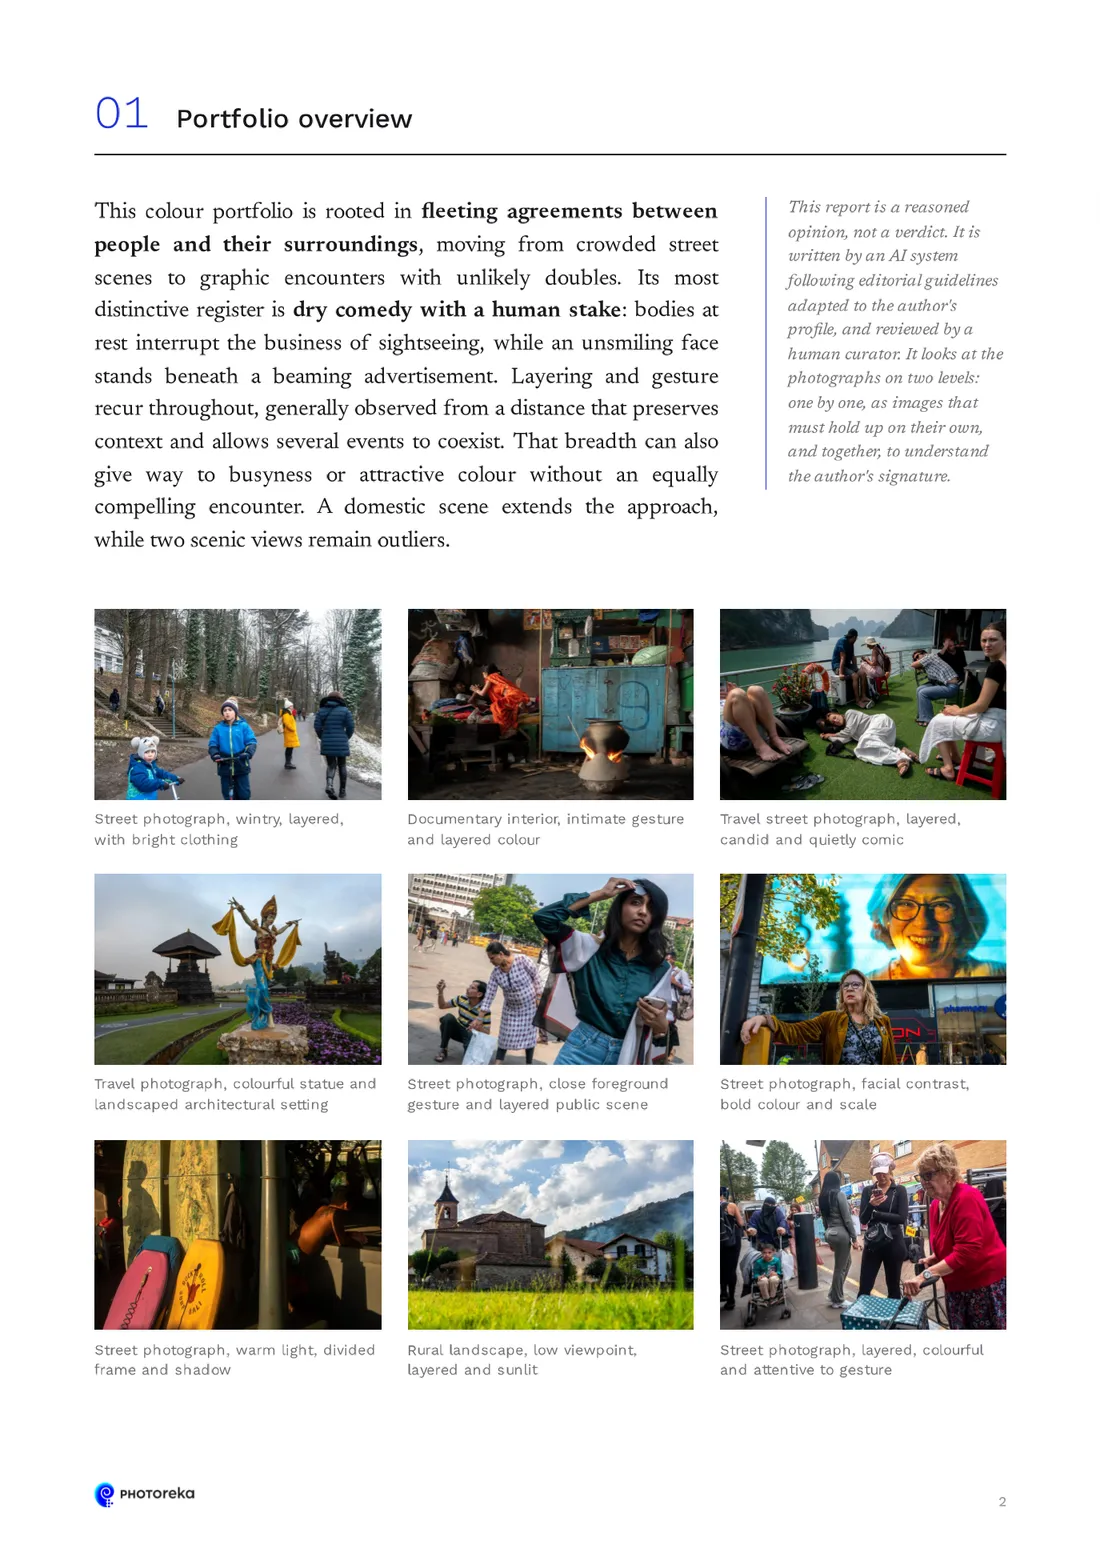 01 Portfolio overview
This colour portfolio is rooted in fleeting agreements between
people and their surroundings, moving from crowded street
scenes to graphic encounters with unlikely doubles. Its most
distinctive register is dry comedy with a human stake: bodies at
rest interrupt the business of sightseeing, while an unsmiling face
stands beneath a beaming advertisement. Layering and gesture
recur throughout, generally observed from a distance that preserves
context and allows several events to coexist. That breadth can also
give way to busyness or attractive colour without an equally
compelling encounter. A domestic scene extends the approach,
while two scenic views remain outliers.
This report is a reasoned
opinion, not a verdict. It is
written by an AI system
following editorial guidelines
adapted to the author's
profile, and reviewed by a
human curator. It looks at the
photographs on two levels:
one by one, as images that
must hold up on their own,
and together, to understand
the author's signature.
Street photograph, wintry, layered,
with bright clothing
Documentary interior, intimate gesture
and layered colour
Travel street photograph, layered,
candid and quietly comic
ON
pharmacy
Travel photograph, colourful statue and
landscaped architectural setting
Street photograph, close foreground
gesture and layered public scene
Street photograph, facial contrast,
bold colour and scale
Street photograph, warm light, divided
frame and shadow
Rural landscape, low viewpoint,
layered and sunlit
Street photograph, layered, colourful
and attentive to gesture
PHOTOreka
2